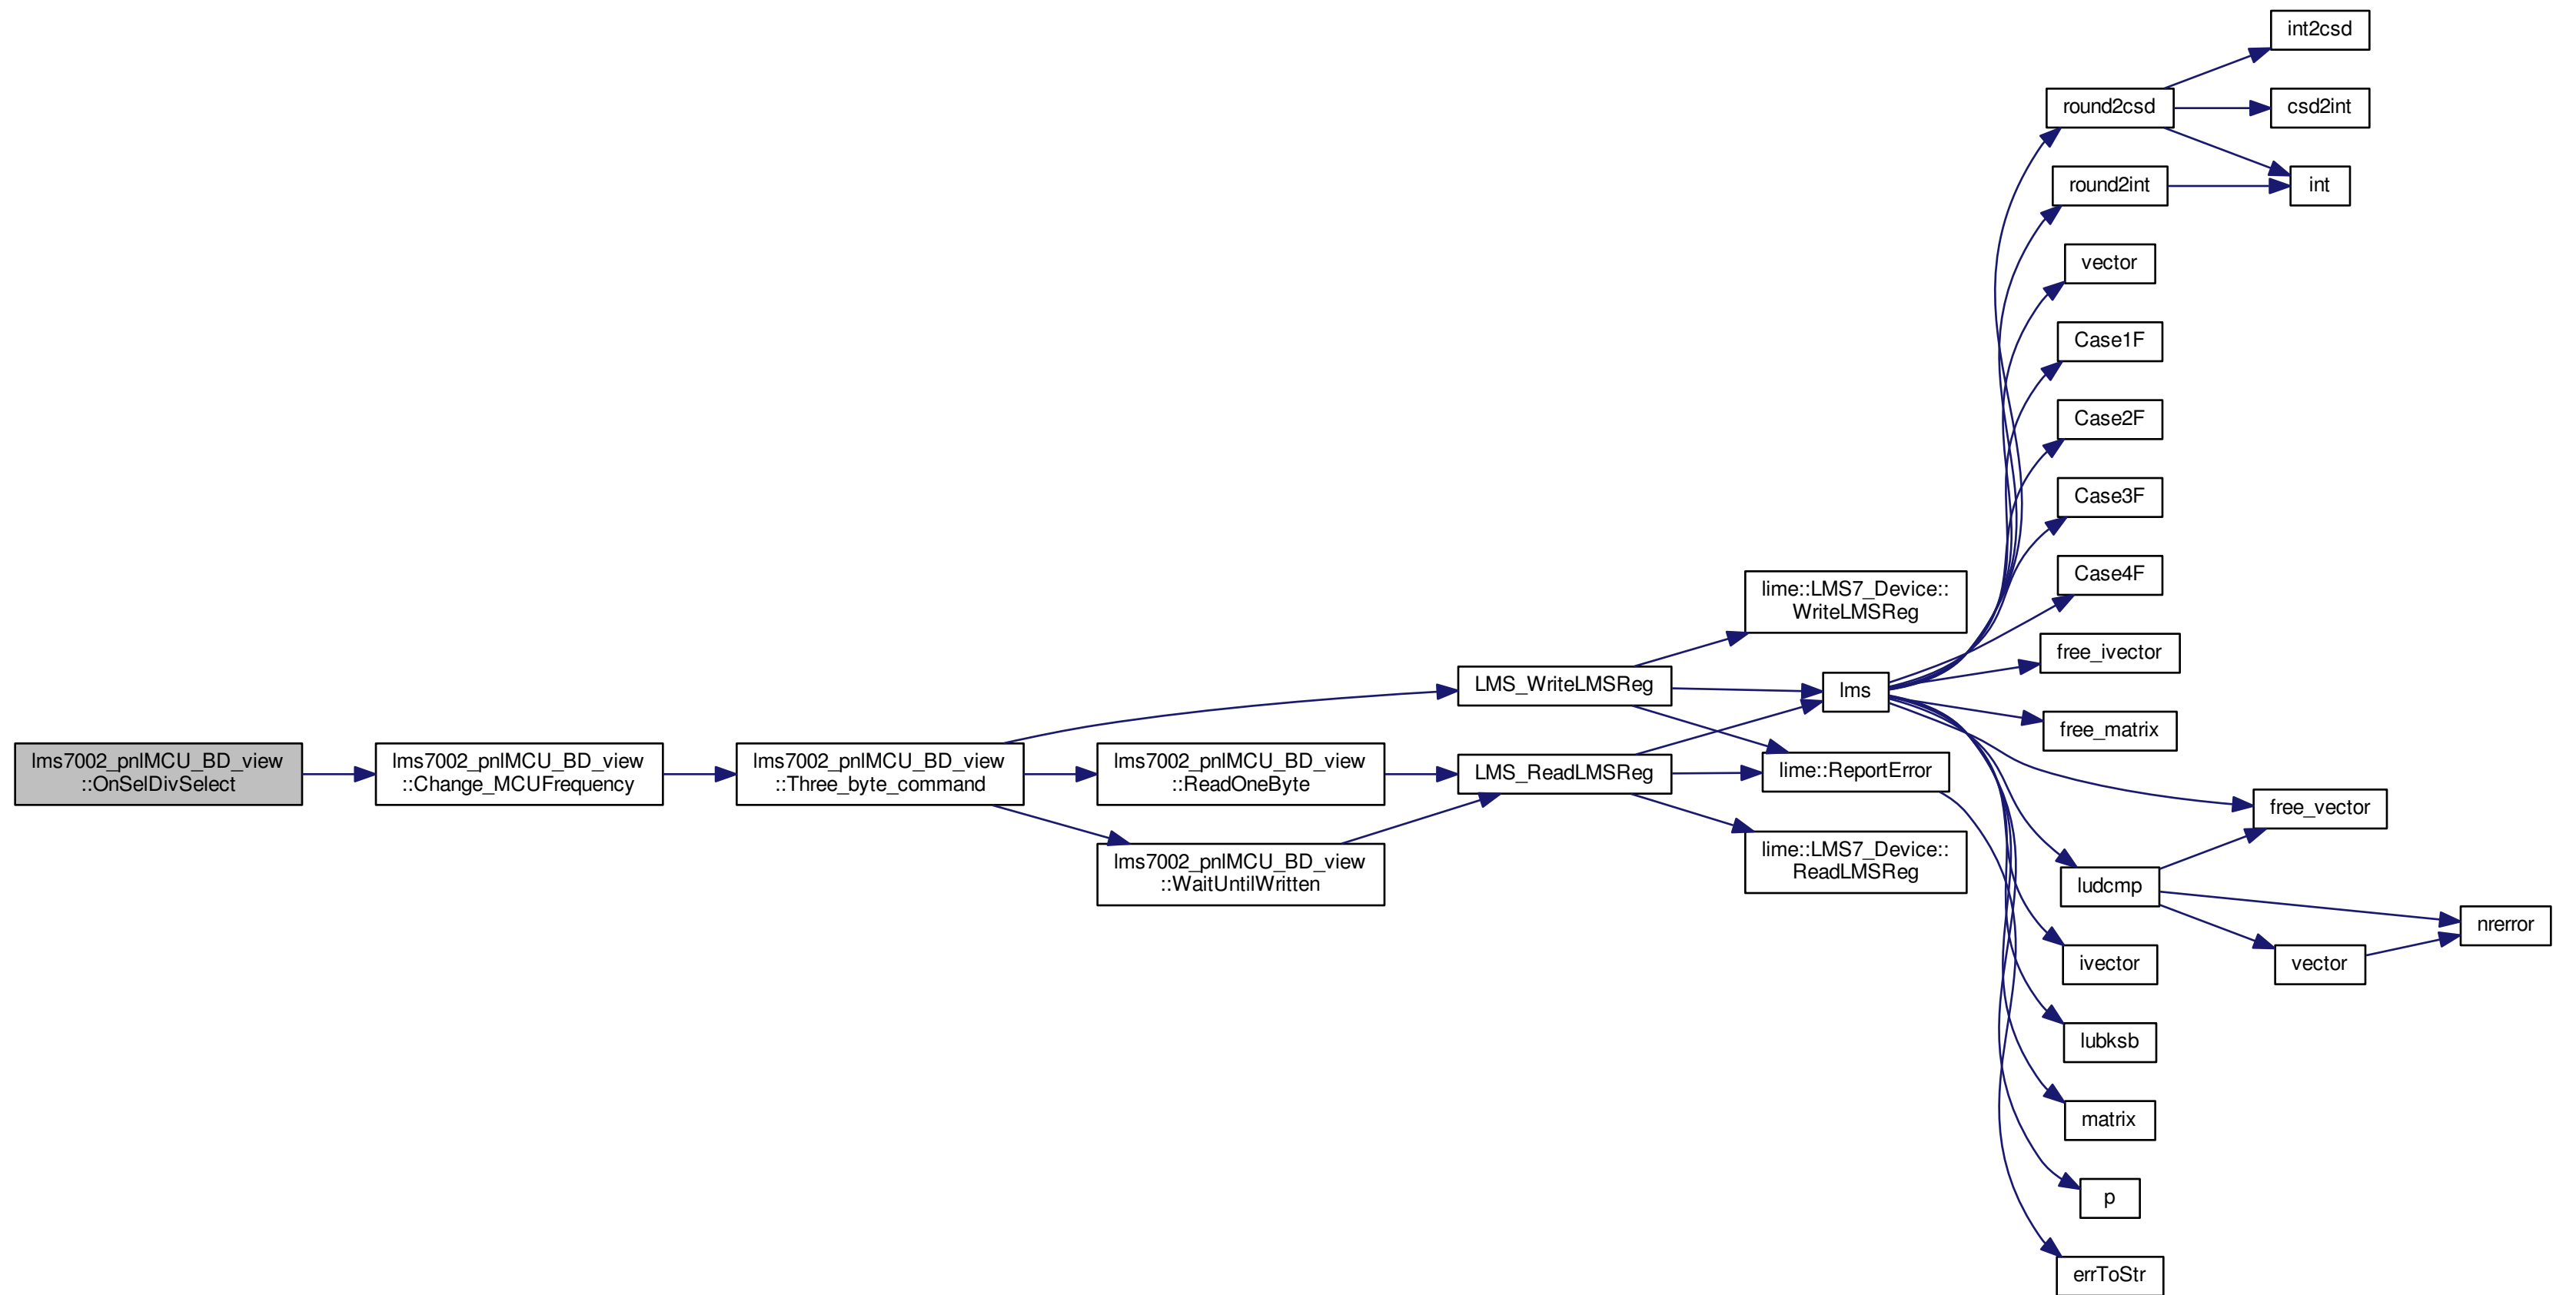 lms7002_pnlMCU_BD_view
::OnSelDivSelect
lms7002_pnlMCU_BD_view
::Change_MCUFrequency
lms7002_pnlMCU_BD_view
::Three_byte_command
LMS_WriteLMSReg
lms7002_pnlMCU_BD_view
::ReadOneByte
lms7002_pnlMCU_BD_view
::WaitUntilWritten
LMS_ReadLMSReg
lime::LMS7_Device::
WriteLMSReg
lms
lime::ReportError
lime::LMS7_Device::
ReadLMSReg
round2csd
int2csd
csd2int
round2int
int
vector
Case1F
Case2F
Case3F
Case4F
free_ivector
free_matrix
free_vector
ludcmp
nrerror
vector
ivector
lubksb
matrix
p
errToStr